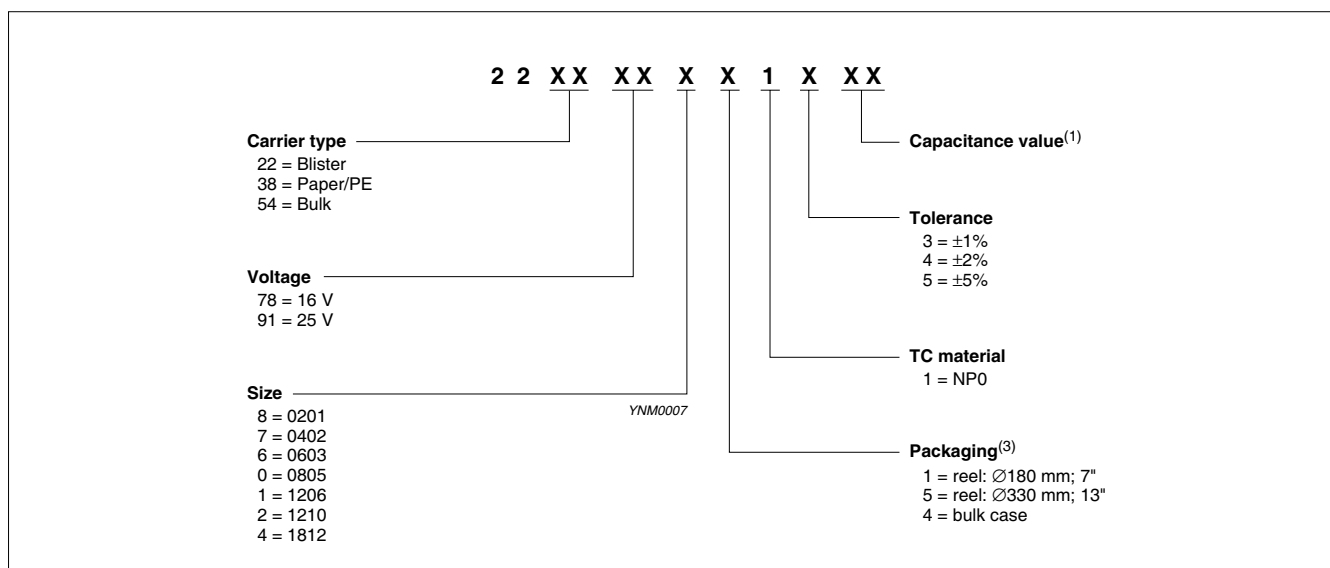 2 2 X X X X X X 1 X X X
Carrier type
22 = Blister
38 = Paper/PE
54 = Bulk
Voltage
78 = 16 V
91 = 25 V
Size
8 = 0201
7 = 0402
6 = 0603
0 = 0805
1 = 1206
2 = 1210
4 = 1812
YNM0007
Capacitance value(1)
Tolerance
3 = ±1%
4 = ±2%
5 = ±5%
TC material
1 = NP0
Packaging(3)
1 = reel: ∅180 mm; 7"
5 = reel: ∅330 mm; 13"
4 = bulk case